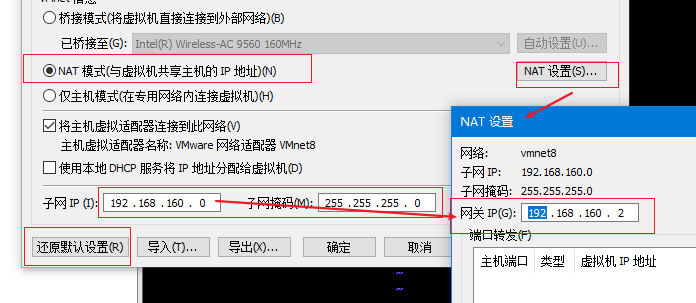 桥接模式(将虚拟机直接连接到外部网络)(B)
已桥接至(G): Intel(R) Wireless-AC 9560 160MHz 自动设置(U)...
NAT 模式(与虚拟机共享主机的 IP 地址)(N) NAT 设置(S)...
仅主机模式(在专用网络内连接虚拟机)(H)
将主机虚拟适配器连接到此网络(V)
主机虚拟适配器名称: VMware 网络适配器 VMnet8
使用本地 DHCP 服务将 IP 地址分配给虚拟机(D)
子网 IP (I): 192 . 168 . 160 . 0 子网掩码(M): 255 . 255 . 255 . 0
还原默认设置(R) 导入(T)... 导出(X)... 确定 取消
NAT 设置
网络: vmnet8
子网 IP: 192.168.160.0
子网掩码: 255.255.255.0
网关 IP(G): 192 . 168 . 160 . 2
端口转发(F)
主机端口 类型 虚拟机 IP 地址
~
~